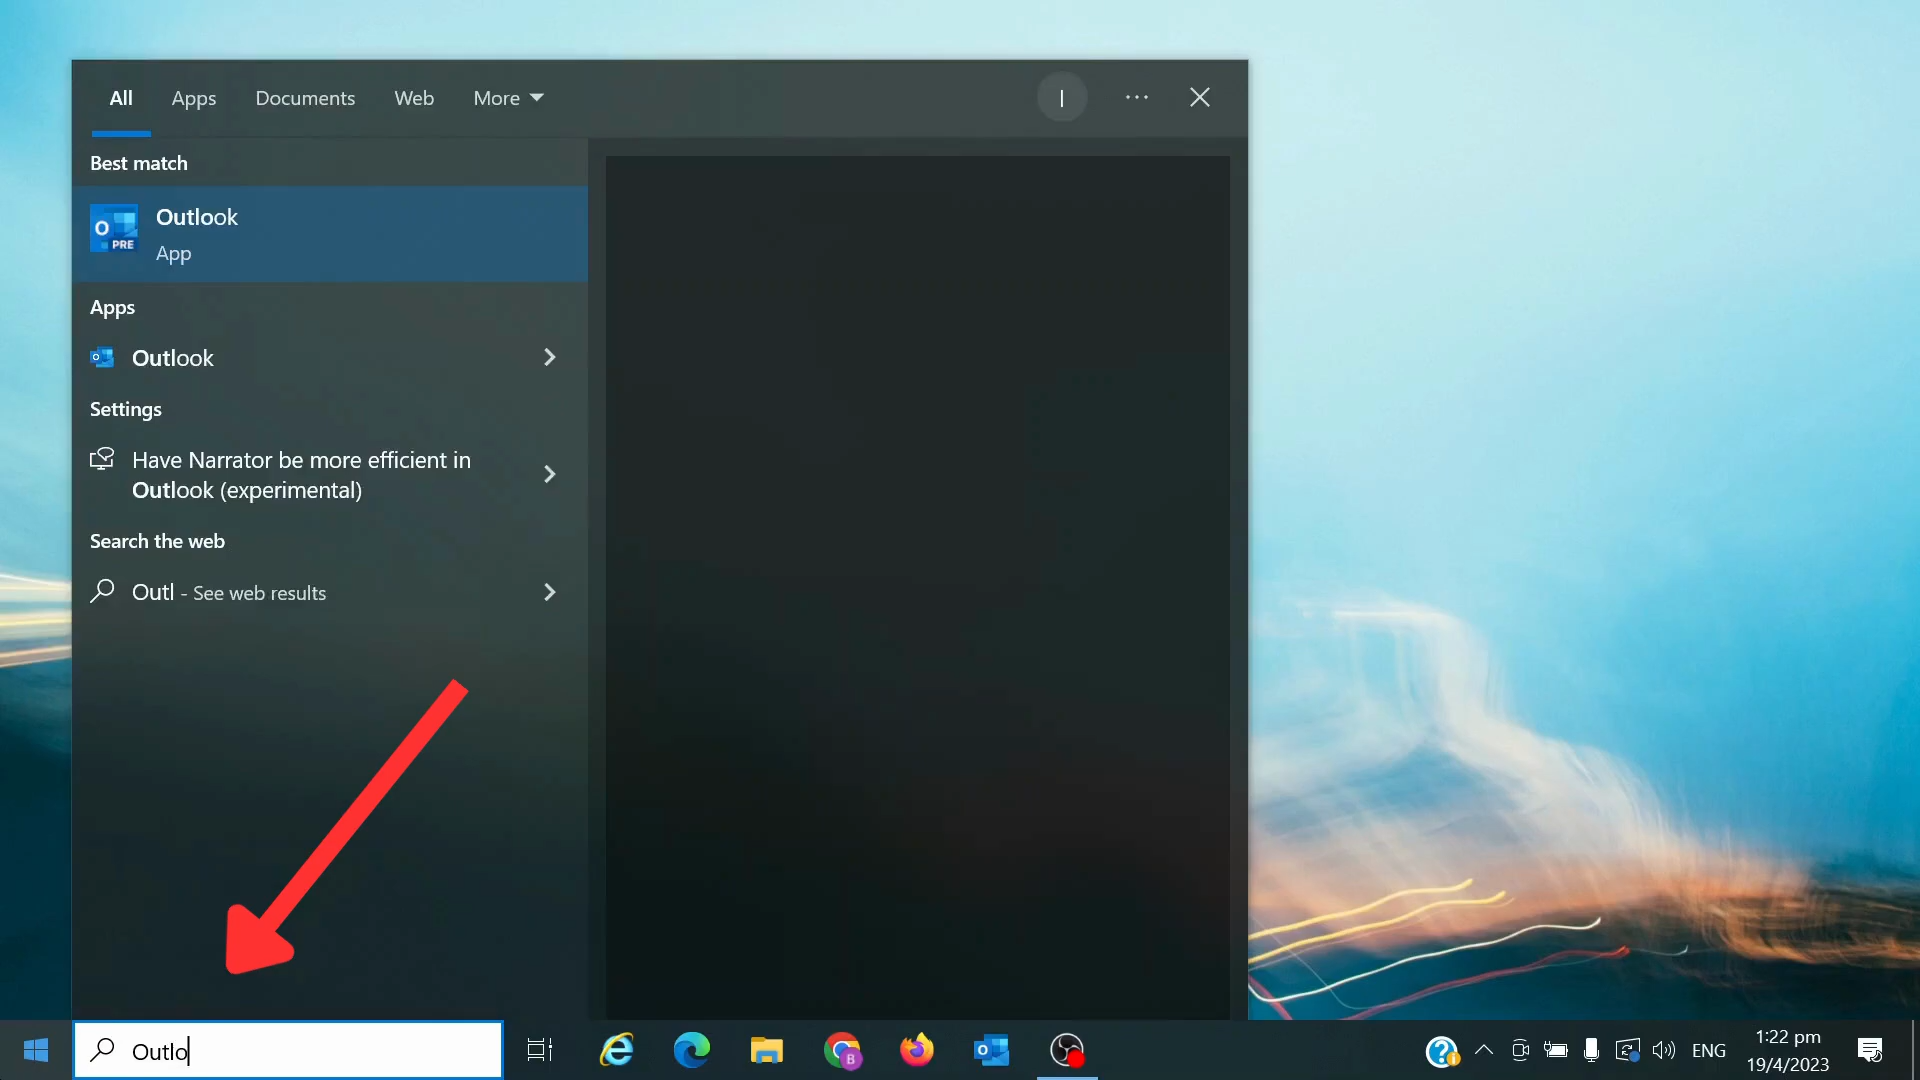 All Apps Documents Web More I
Best match
Outlook
App
O PRE
Apps
Outlook
Settings
Have Narrator be more efficient in
Outlook (experimental)
Search the web
Outl - See web results
Outlo
B
ENG
1:22 pm
19/4/2023